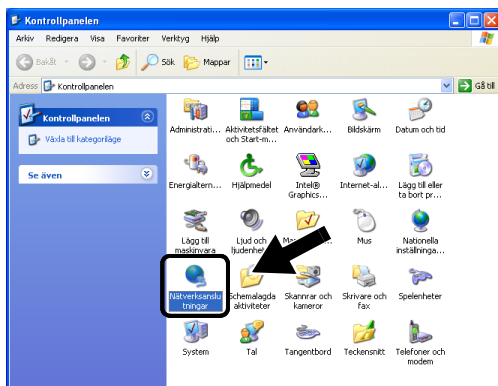 Kontrollpanelen
Arkiv Redigera Visa Favoriter Verktyg Hjälp
Bakåt Sök Mappar
Adress Kontrollpanelen Gå till
Kontrollpanelen
Växla till kategoriläge
Se även
Administrati... Aktivitetsfältet och Start-m... Användark... Bildskärm Datum och tid
Energialtern... Hjälpmedel Intel® Graphics... Internet-al... Lägg till eller ta bort pr...
Lägg till maskinvara Ljud och ljudenhet... Mus Nationella inställninga...
Nätverksanslu tningar Schemalagda aktiviteter Skannrar och kameror Skrivare och fax Spelenheter
System Tal Tangentbord Teckensnitt Telefoner och modem